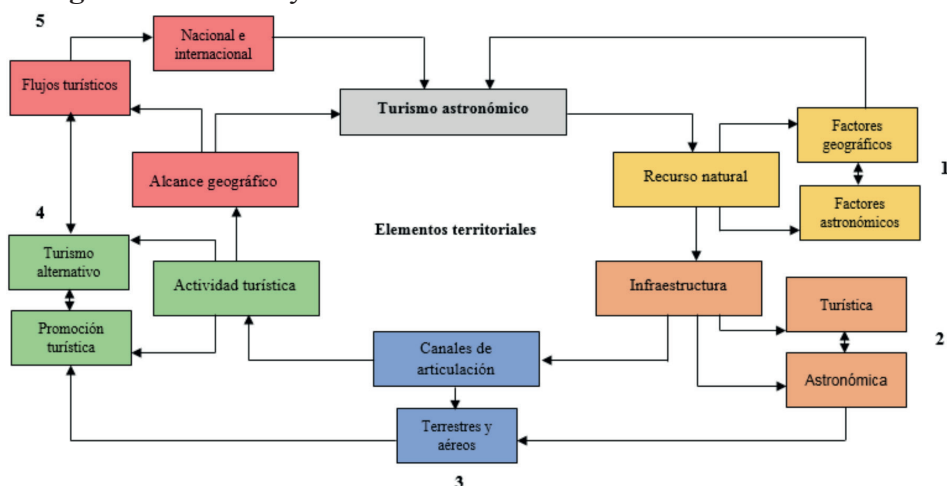 5
Nacional e
internacional
Flujos turísticos
Turismo astronómico
Factores
geográficos
Alcance geográfico
Recurso natural
1
Factores
astronómicos
4
Elementos territoriales
Turismo
alternativo
Actividad turística
Infraestructura
Turística
Promoción
turística
Canales de
articulación
2
Astronómica
Terrestres y
aéreos
3